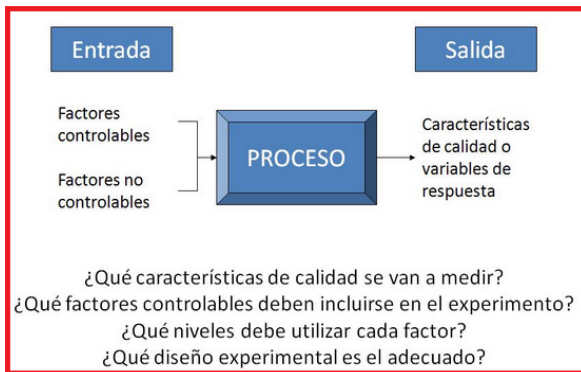 Entrada
Salida
Factores
controlables
Factores no
controlables
PROCESO
Características
de calidad o
variables de
respuesta
¿Qué características de calidad se van a medir?
¿Qué factores controlables deben incluirse en el experimento?
¿Qué niveles debe utilizar cada factor?
¿Qué diseño experimental es el adecuado?